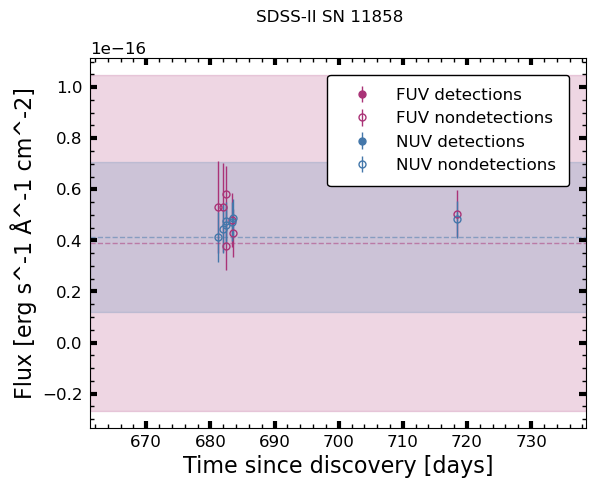 SDSS-II SN 11858
1e−16
FUV detections
FUV nondetections
NUV detections
NUV nondetections
1.0
0.8
0.6
0.4
0.2
0.0
−0.2
Flux [erg s^-1 Å^-1 cm^-2]
670 680 690 700 710 720 730
Time since discovery [days]